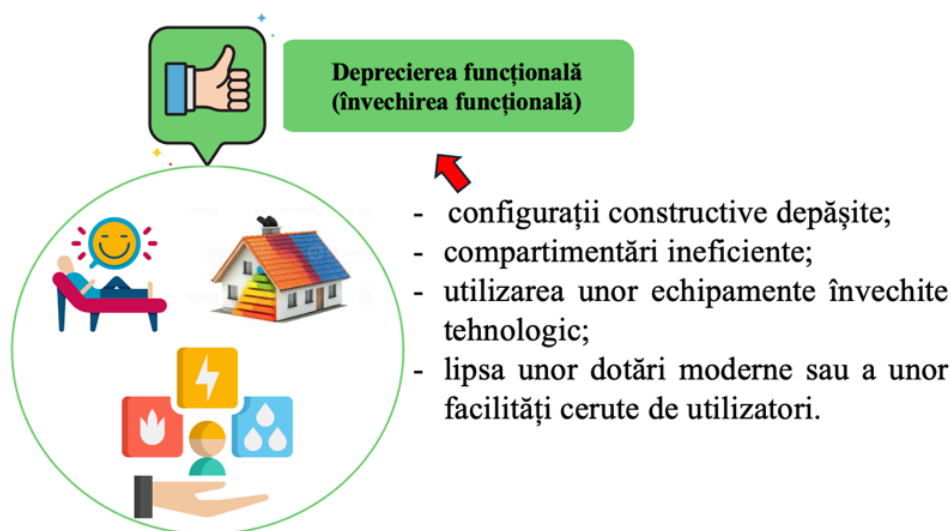 Deprecierea funcțională
(învechirea funcțională)
- configurații constructive depășite;
- compartimentări ineficiente;
- utilizarea unor echipamente învechite
tehnologic;
- lipsa unor dotări moderne sau a unor
facilități cerute de utilizatori.